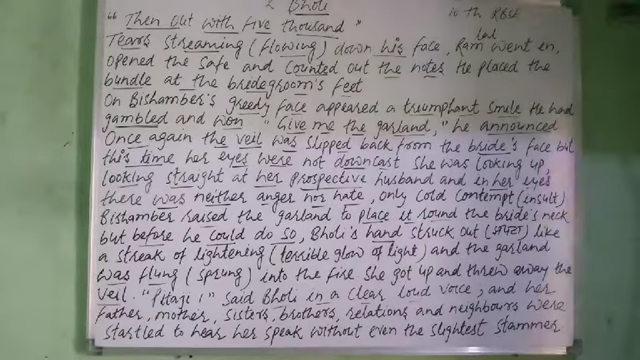 2 Bholi
10th RBSE
"Then Out with five thousand"
Tears streaming (flowing) down his face, Ram Lal went in,
opened the safe and counted out the notes He placed the
bundle at the bredegroom's feet
On Bishamber's greedy face appeared a triumphant smile He had
gambled and won "Give me the garland," he announced
Once again the veil was slipped back from the bride's face but
this time her eyes were not downcast she was looking up,
looking straight at her prospective husband and in her eyes
there was neither anger nor hate, only cold contempt (insult)
Bishamber raised the garland to place it round the bride's neck
but before he could do so, Bholi's hand struck out () like
a streak of lightening (terrible glow of light) and the garland
was flung (sprung) into the fire She got up and threw away the
veil. "Pitaji!" said Bholi in a clear loud voice, and her
father, mother, sisters, brothers, relations and neighbours were
startled to hear her speak without even the slightest stammer.